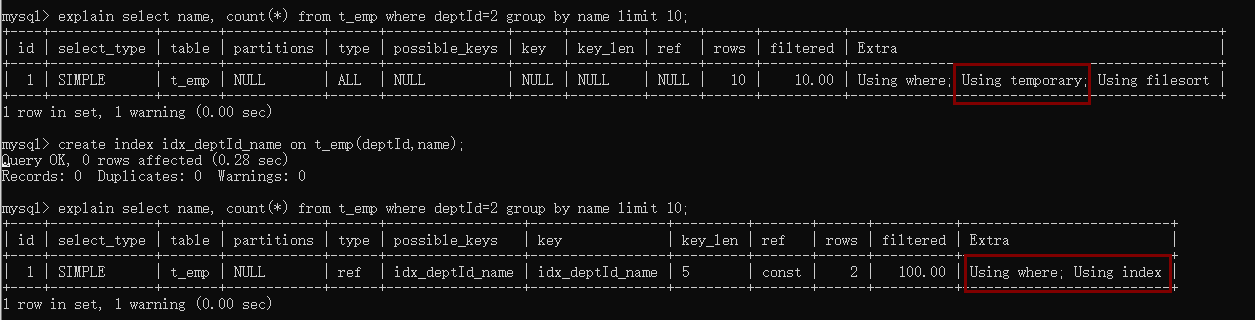 mysql> explain select name, count(*) from t_emp where deptId=2 group by name limit 10;
+----+-------------+-------+------------+------+---------------+------+---------+------+------+----------+----------------------------------------------+
| id | select_type | table | partitions | type | possible_keys | key | key_len | ref | rows | filtered | Extra |
+----+-------------+-------+------------+------+---------------+------+---------+------+------+----------+----------------------------------------------+
| 1 | SIMPLE | t_emp | NULL | ALL | NULL | NULL | NULL | NULL | 10 | 10.00 | Using where; Using temporary; Using filesort |
+----+-------------+-------+------------+------+---------------+------+---------+------+------+----------+----------------------------------------------+
1 row in set, 1 warning (0.00 sec)
mysql> create index idx_deptId_name on t_emp(deptId,name);
Query OK, 0 rows affected (0.28 sec)
Records: 0  Duplicates: 0  Warnings: 0
mysql> explain select name, count(*) from t_emp where deptId=2 group by name limit 10;
+----+-------------+-------+------------+------+-----------------+-----------------+---------+-------+------+----------+--------------------------+
| id | select_type | table | partitions | type | possible_keys | key | key_len | ref | rows | filtered | Extra |
+----+-------------+-------+------------+------+-----------------+-----------------+---------+-------+------+----------+--------------------------+
| 1 | SIMPLE | t_emp | NULL | ref | idx_deptId_name | idx_deptId_name | 5 | const | 2 | 100.00 | Using where; Using index |
+----+-------------+-------+------------+------+-----------------+-----------------+---------+-------+------+----------+--------------------------+
1 row in set, 1 warning (0.00 sec)